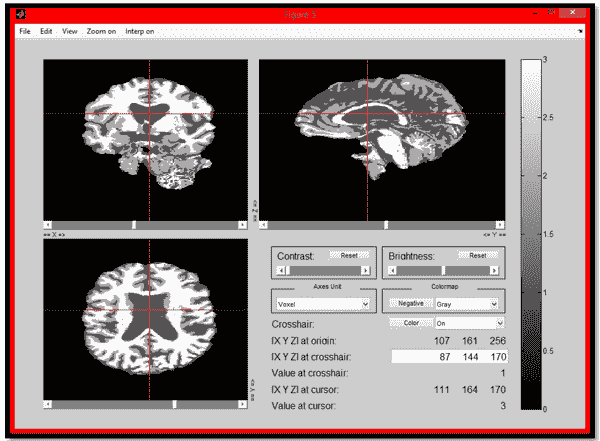 Figure 3
File Edit View Zoom on Interp on
3
2.5
2
1.5
1
0.5
0
<= Z =>
== X => <= Y ==
Contrast: Reset Brightness: Reset
Axes Unit Colormap
Voxel Negative Gray
Crosshair: Color On
[X Y Z] at origin: 107 161 256
[X Y Z] at crosshair: 87 144 170
Value at crosshair: 1
[X Y Z] at cursor: 111 164 170
Value at cursor: 3